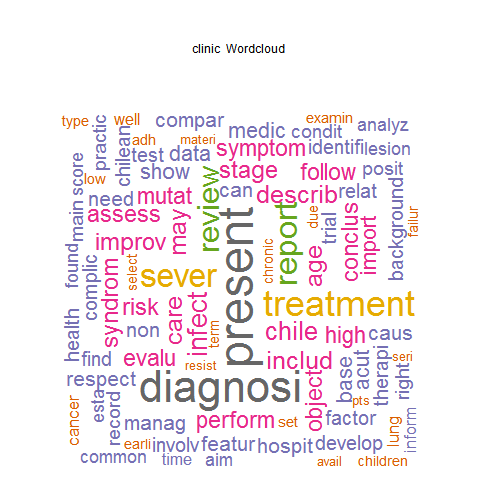 clinic Wordcloud
type
well
compar
examin
analyz
practic
chilean
adh
materi
medic
condit
test
data
symptom
identifi
lesion
score
low
show
stage
follow
posit
need
mutat
review
can
describ
relat
background
main
assess
may
report
due
trial
conclus
import
failur
improv
present
age
found
complic
syndrom
select
sever
chronic
treatment
risk
care
infect
term
health
non
chile
high
caus
find
evalu
resist
includ
base
acut
therapi
seri
right
respect
diagnosi
object
pts
esta
record
cancer
manag
perform
set
factor
lung
inform
earli
involv
featur
hospit
develop
common
time
aim
avail
children